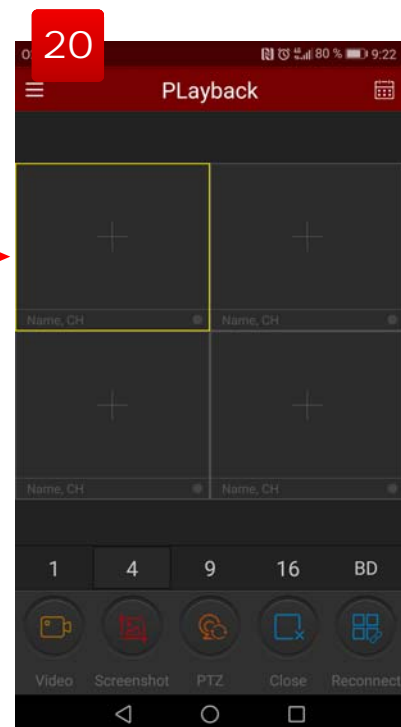 20
80 % 9:22
PLayback
Name, CH
Name, CH
Name, CH
Name, CH
1 4 9 16 BD
Video Screenshot PTZ Close Reconnect